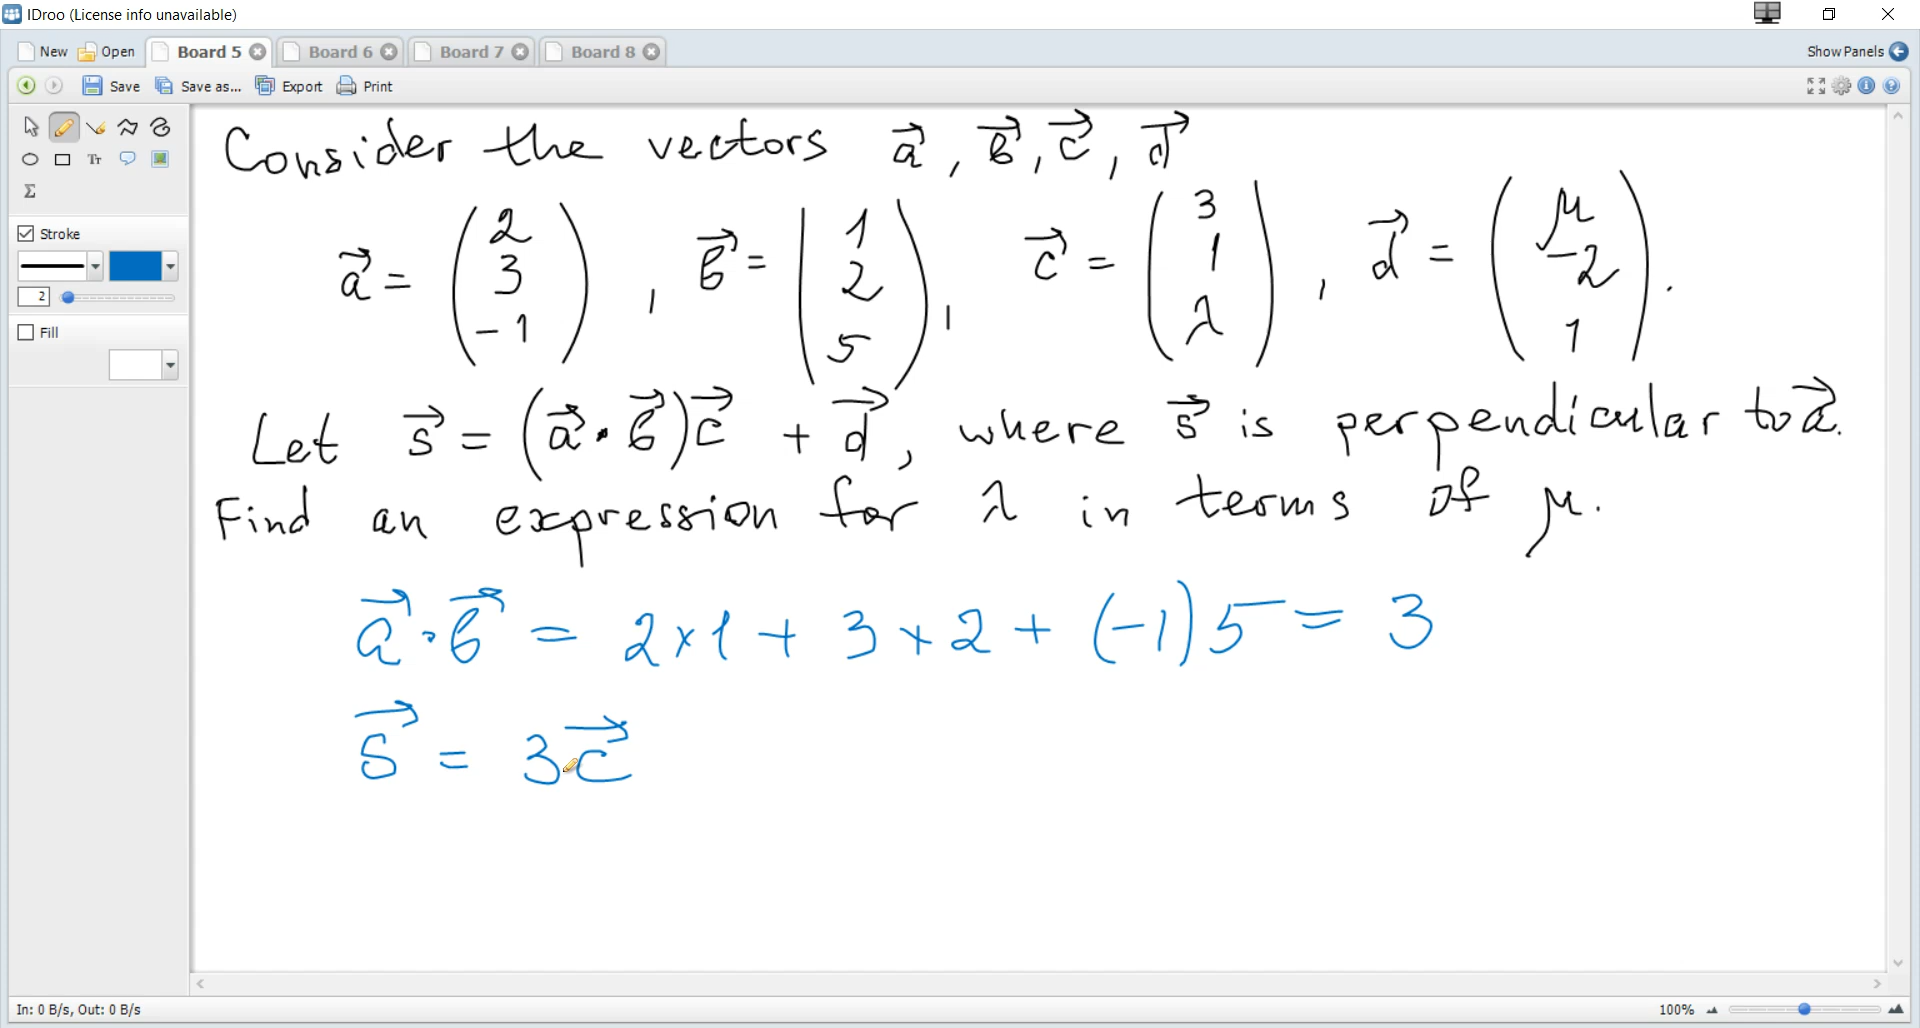 IDroo (License info unavailable)
New Open Board 5 Board 6 Board 7 Board 8 Show Panels
Save Save as... Export Print
Tr
Σ
Stroke
2
Fill
Consider the vectors a⃗, b⃗, c⃗, d⃗
a⃗ = (2 3 -1), b⃗ = (1 2 5), c⃗ = (3 1 λ), d⃗ = (μ -2 1).
Let s⃗ = (a⃗ · b⃗)c⃗ + d⃗, where s⃗ is perpendicular to a⃗.
Find an expression for λ in terms of μ.
a⃗ · b⃗ = 2×1 + 3×2 + (-1)5 = 3
s⃗ = 3c⃗
In: 0 B/s, Out: 0 B/s 100%